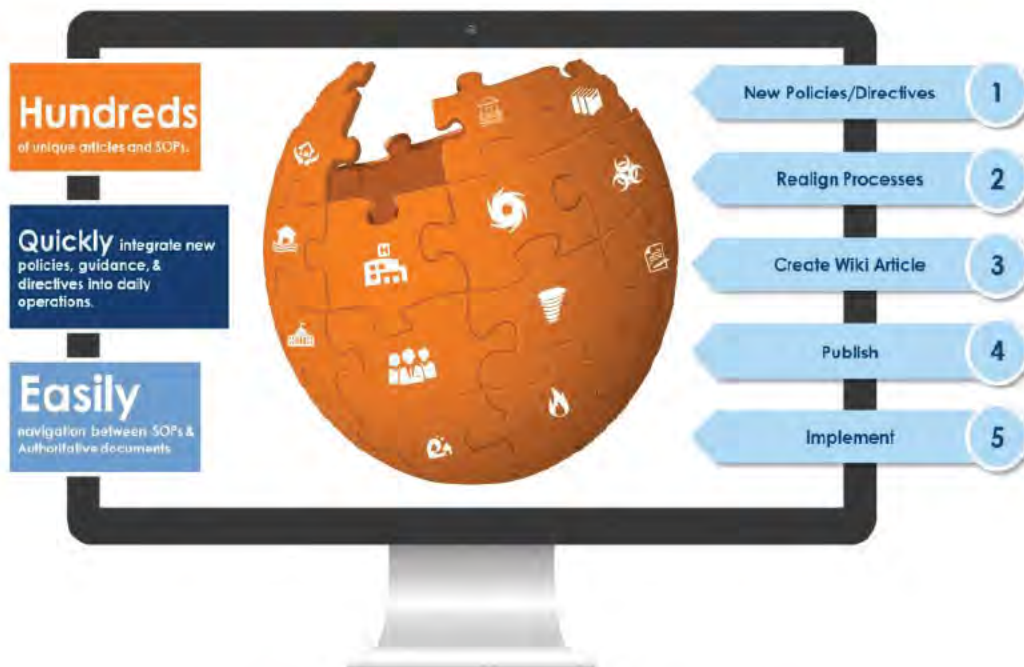 Hundreds
of unique articles and SOPs.
Quickly integrate new
policies, guidance, &
directives into daily
operations.
Easily
navigation between SOPs &
Authoritative documents
New Policies/Directives 1
Realign Processes 2
Create Wiki Article 3
Publish 4
Implement 5
H